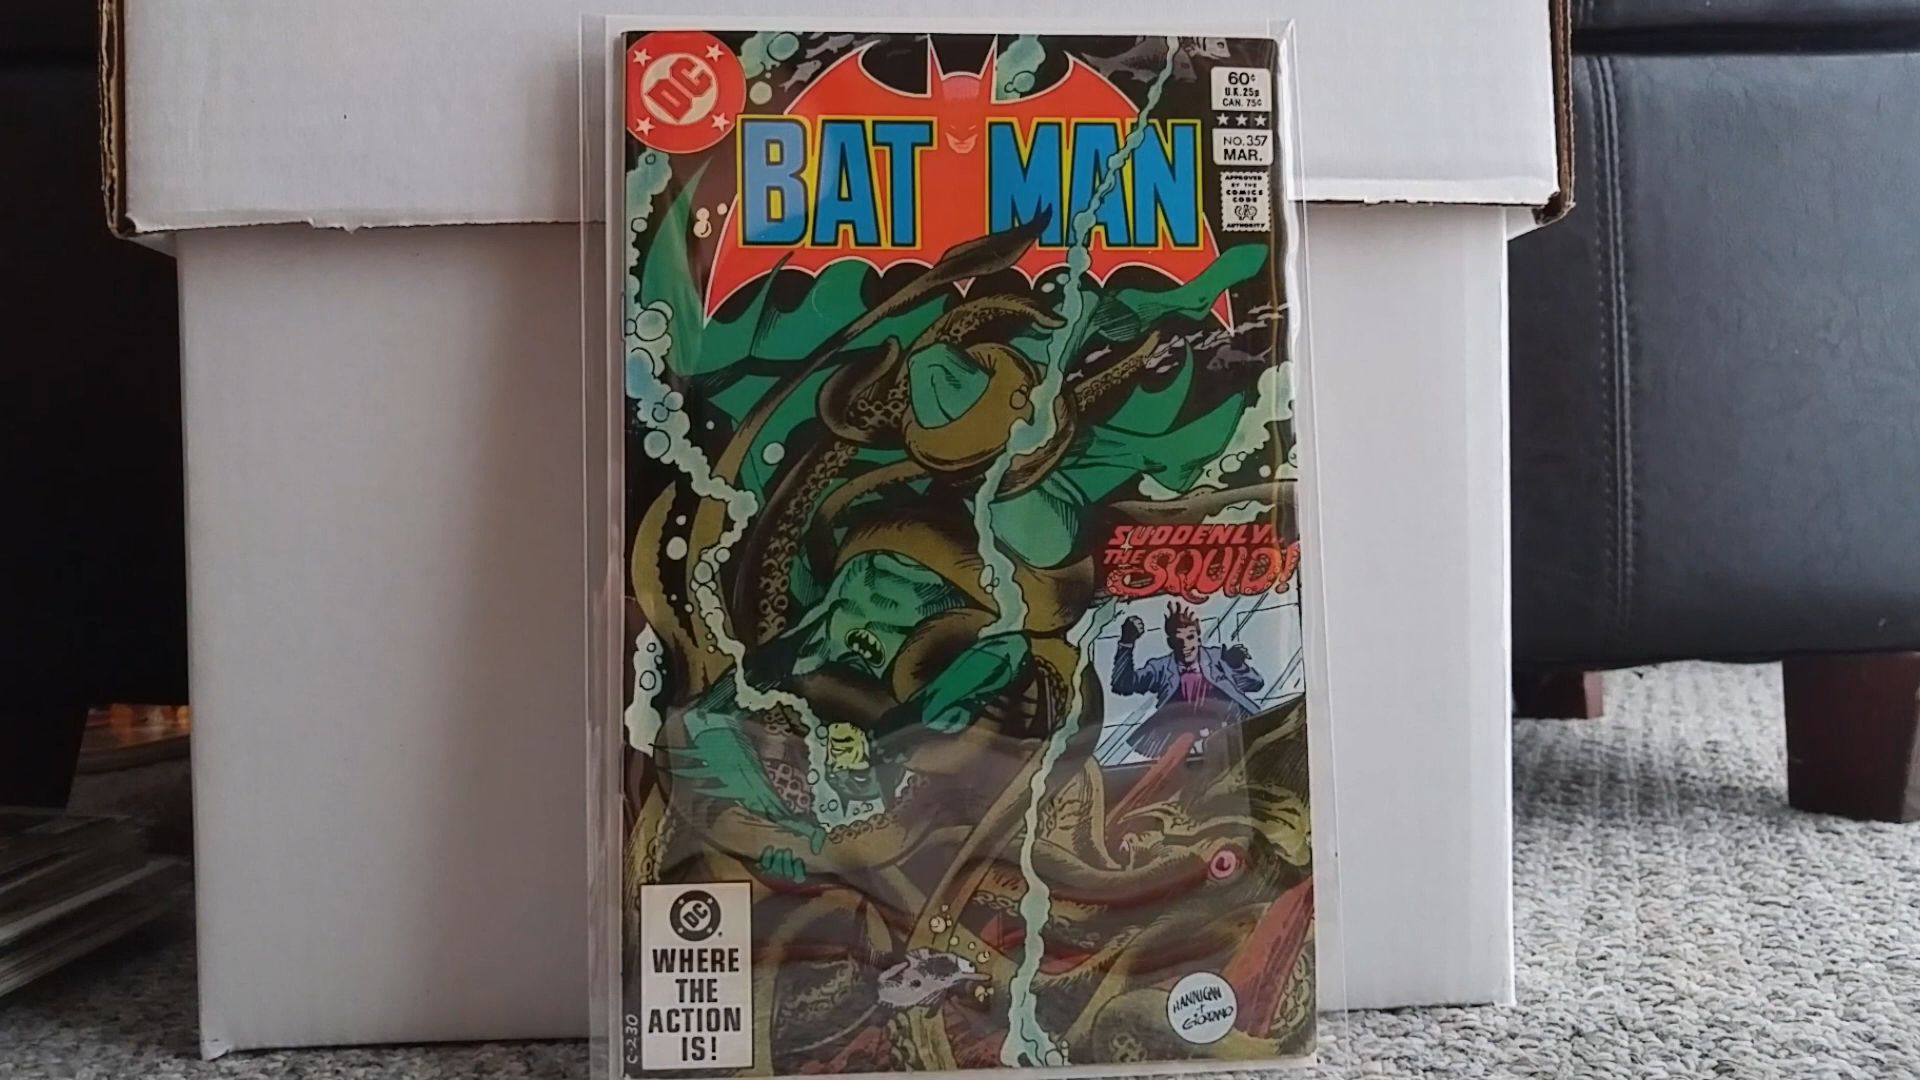 DC
BATMAN
60¢
U.K. 25p
CAN. 75¢
NO. 357
MAR.
APPROVED
BY THE
COMICS
CODE
AUTHORITY
SUDDENLY...
THE SQUID!
DC
WHERE
THE
ACTION
IS!
C-230
HANNIGAN
+
GIORDANO